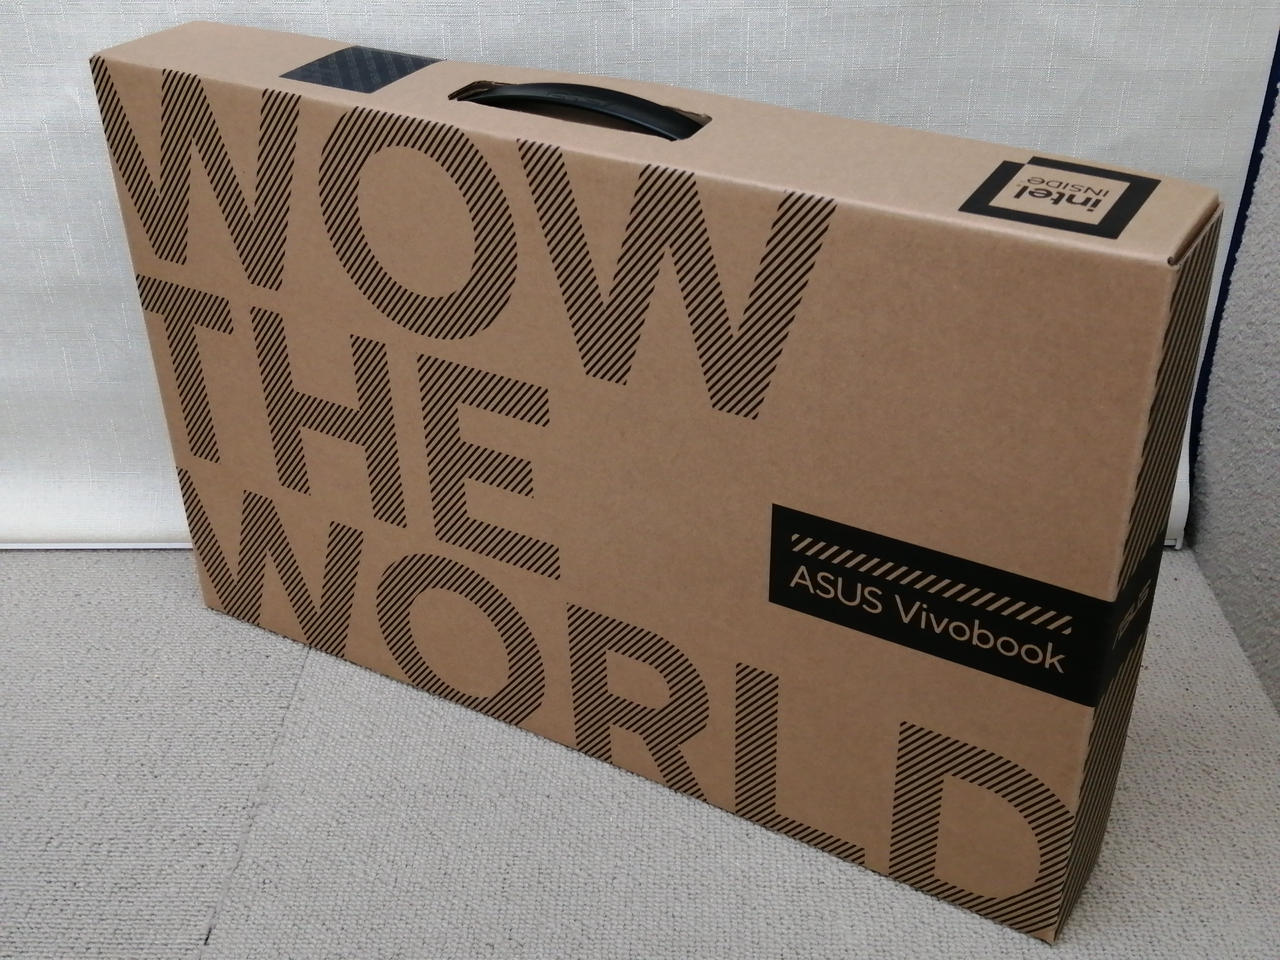 intel
INSIDE
WOW
THE
WORLD
ASUS Vivobook